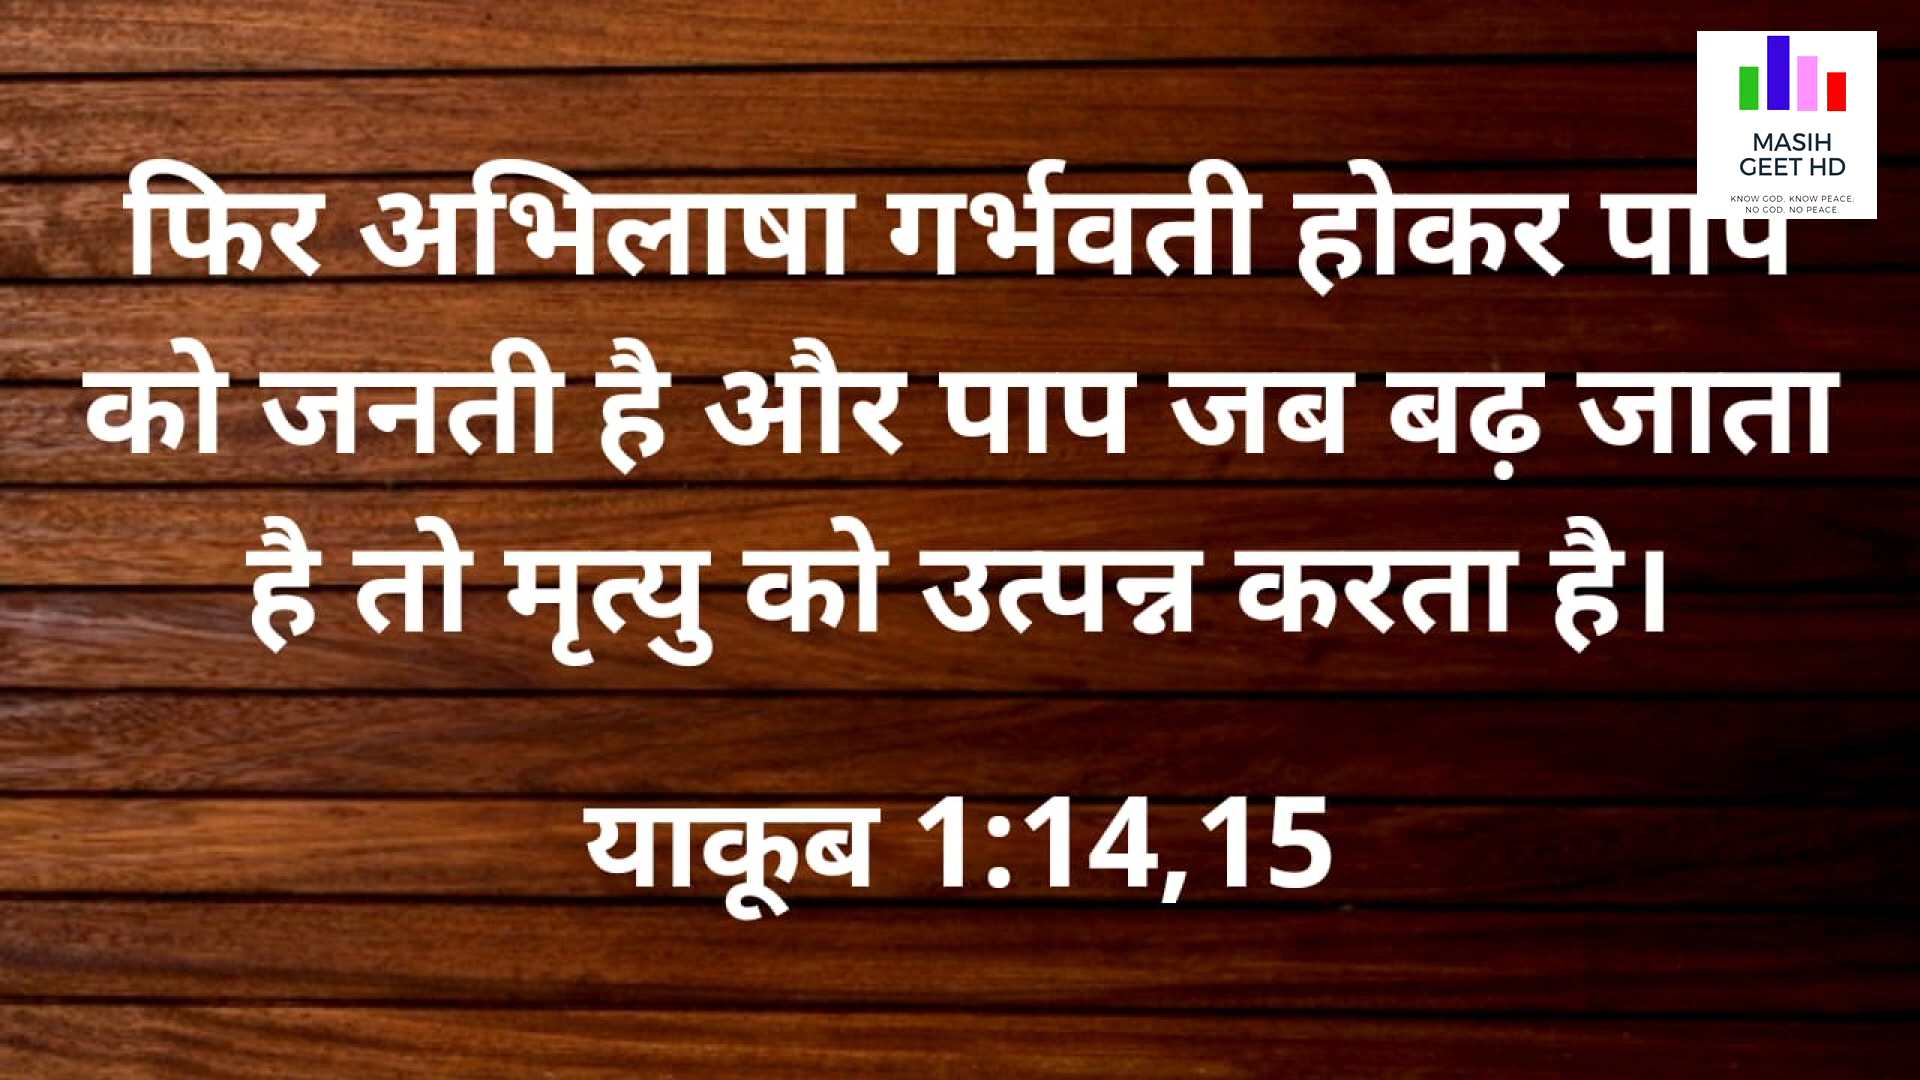 MASIH
GEET HD
KNOW GOD, KNOW PEACE:
NO GOD, NO PEACE.
फिर अभिलाषा गर्भवती होकर पाप
को जनती है और पाप जब बढ़ जाता
है तो मृत्यु को उत्पन्न करता है।
याकूब 1:14,15